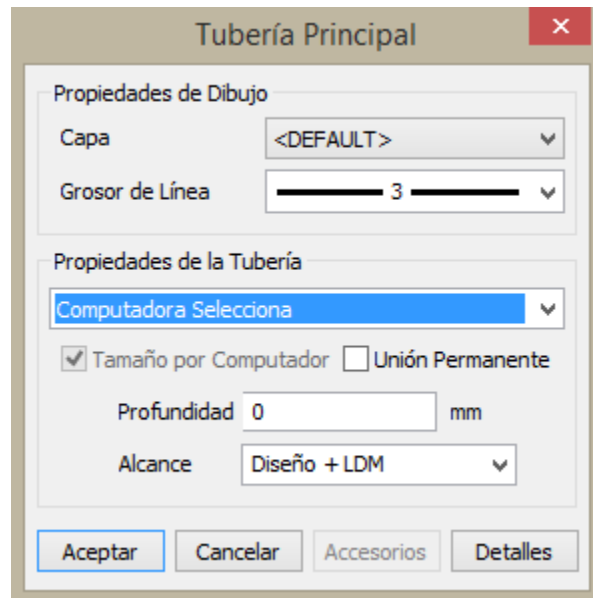 Tubería Principal
Propiedades de Dibujo
Capa <DEFAULT>
Grosor de Línea 3
Propiedades de la Tubería
Computadora Selecciona
Tamaño por Computador Unión Permanente
Profundidad 0 mm
Alcance Diseño + LDM
Aceptar Cancelar Accesorios Detalles